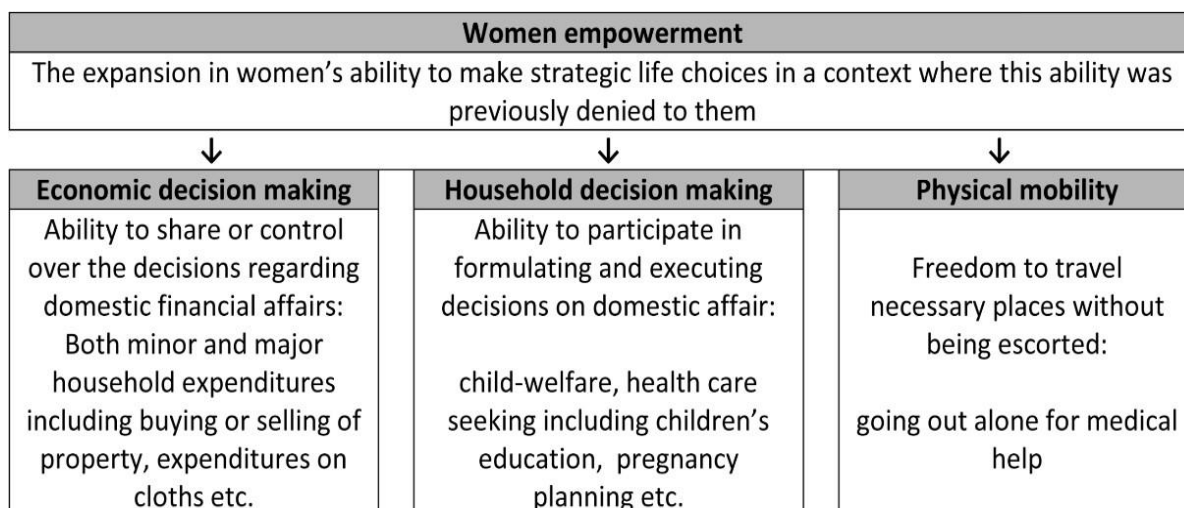 Women empowerment
The expansion in women's ability to make strategic life choices in a context where this ability was
previously denied to them
Economic decision making
Ability to share or control
over the decisions regarding
domestic financial affairs:
Both minor and major
household expenditures
including buying or selling of
property, expenditures on
cloths etc.
Household decision making
Ability to participate in
formulating and executing
decisions on domestic affair:
child-welfare, health care
seeking including children's
education, pregnancy
planning etc.
Physical mobility
Freedom to travel
necessary places without
being escorted:
going out alone for medical
help